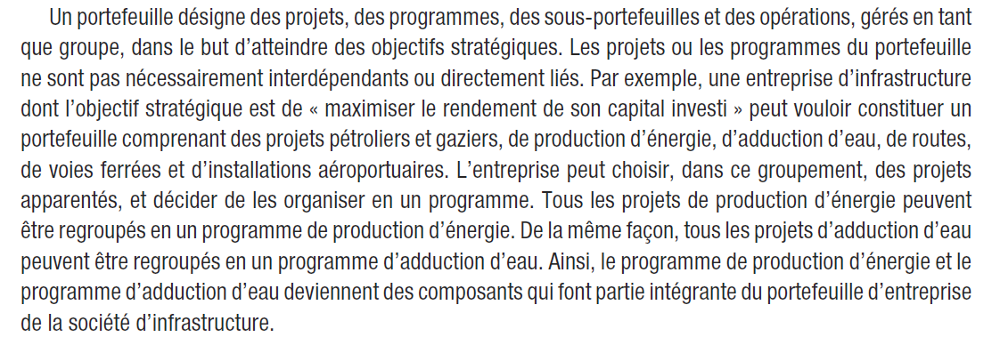 Un portefeuille désigne des projets, des programmes, des sous-portefeuilles et des opérations, gérés en tant
que groupe, dans le but d’atteindre des objectifs stratégiques. Les projets ou les programmes du portefeuille
ne sont pas nécessairement interdépendants ou directement liés. Par exemple, une entreprise d’infrastructure
dont l’objectif stratégique est de « maximiser le rendement de son capital investi » peut vouloir constituer un
portefeuille comprenant des projets pétroliers et gaziers, de production d’énergie, d’adduction d’eau, de routes,
de voies ferrées et d’installations aéroportuaires. L’entreprise peut choisir, dans ce groupement, des projets
apparentés, et décider de les organiser en un programme. Tous les projets de production d’énergie peuvent
être regroupés en un programme de production d’énergie. De la même façon, tous les projets d’adduction d’eau
peuvent être regroupés en un programme d’adduction d’eau. Ainsi, le programme de production d’énergie et le
programme d’adduction d’eau deviennent des composants qui font partie intégrante du portefeuille d’entreprise
de la société d’infrastructure.